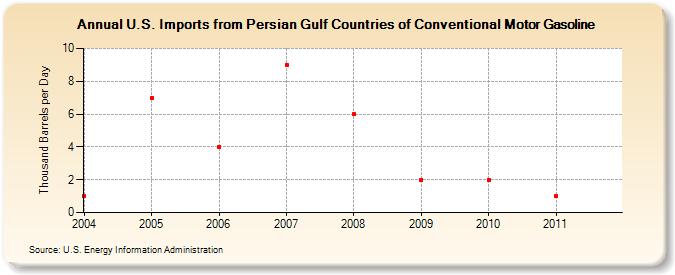 Annual U.S. Imports from Persian Gulf Countries of Conventional Motor Gasoline
Thousand Barrels per Day
10
8
6
4
2
0
2004 2005 2006 2007 2008 2009 2010 2011
Source: U.S. Energy Information Administration